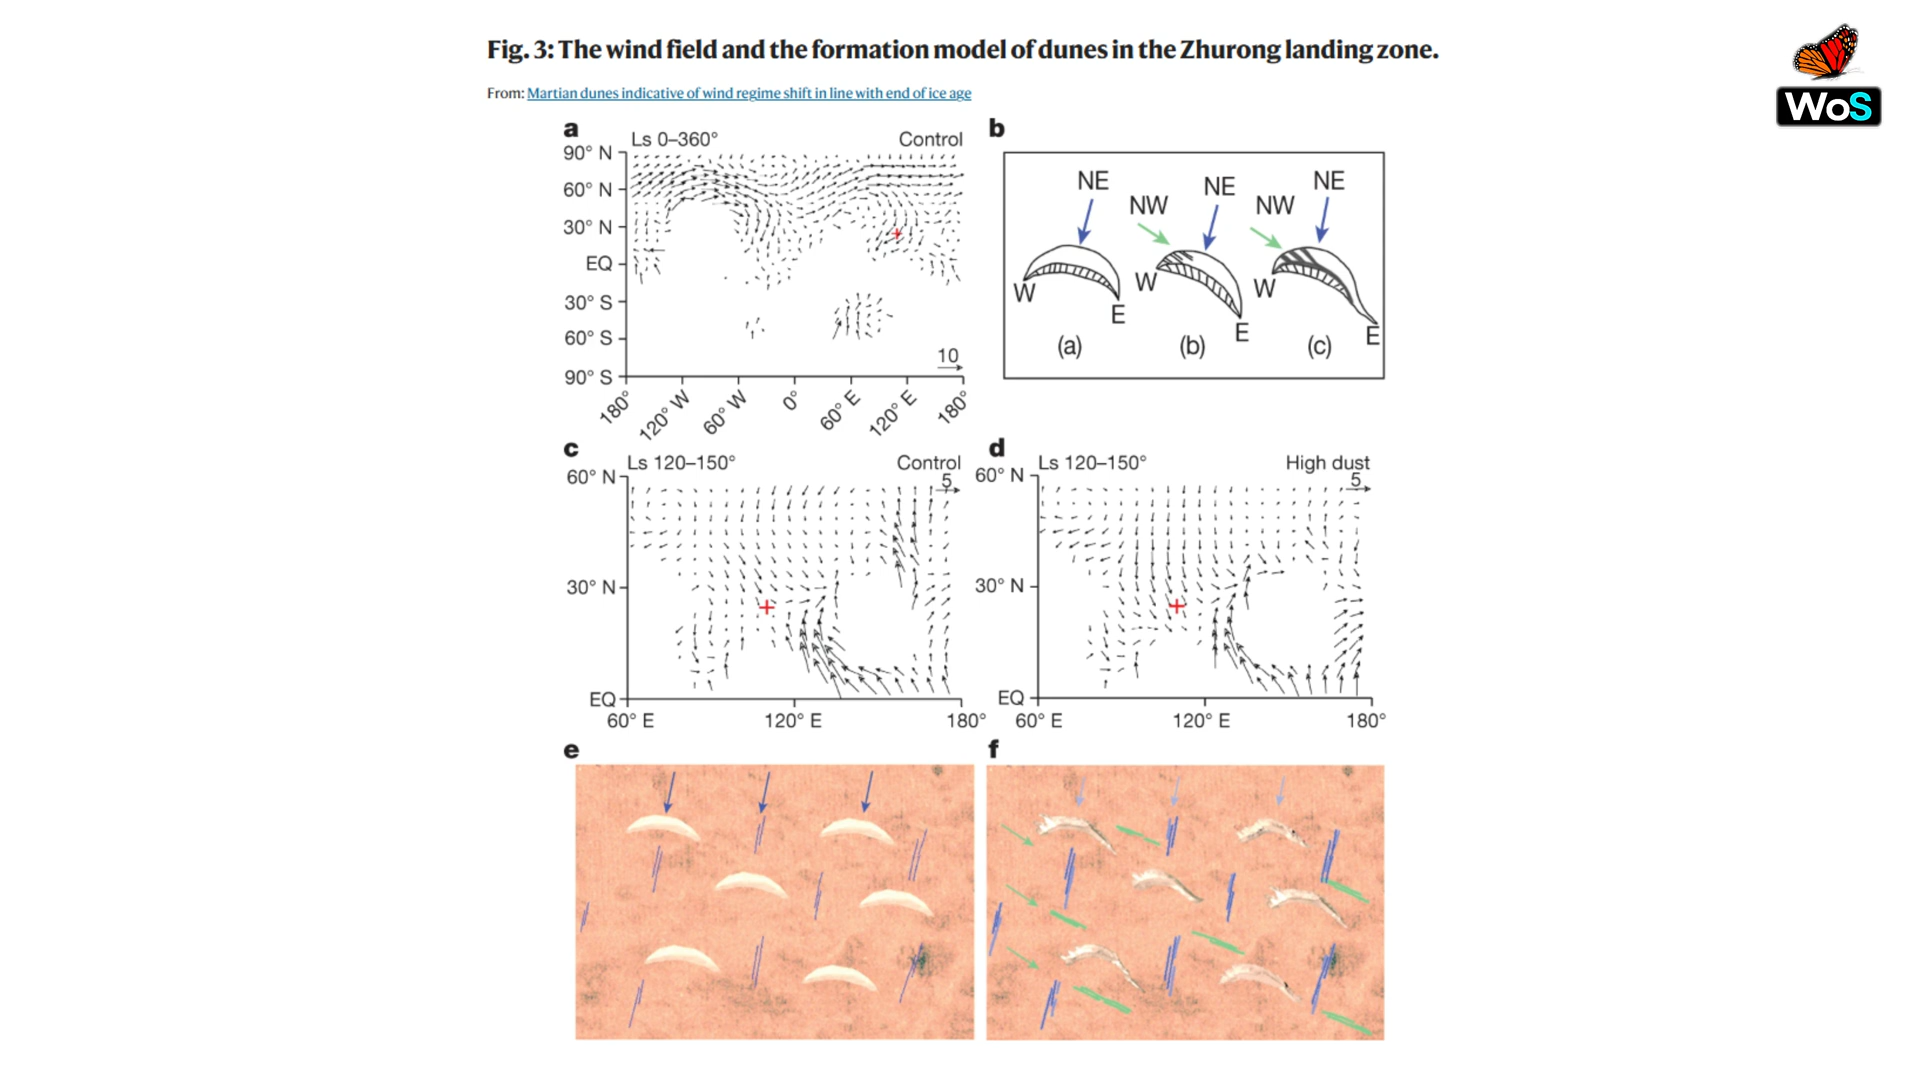 Fig. 3: The wind field and the formation model of dunes in the Zhurong landing zone.
From: Martian dunes indicative of wind regime shift in line with end of ice age
WoS
a
Ls 0–360°
Control
90° N
60° N
30° N
EQ
30° S
60° S
90° S
10
180°
120° W
60° W
0°
60° E
120° E
180°
b
NE
NW
NE
NW
NE
W
E
W
E
W
E
(a)
(b)
(c)
c
Ls 120–150°
Control
5
60° N
30° N
EQ
60° E
120° E
180°
d
Ls 120–150°
High dust
5
60° N
30° N
EQ
60° E
120° E
180°
e
f